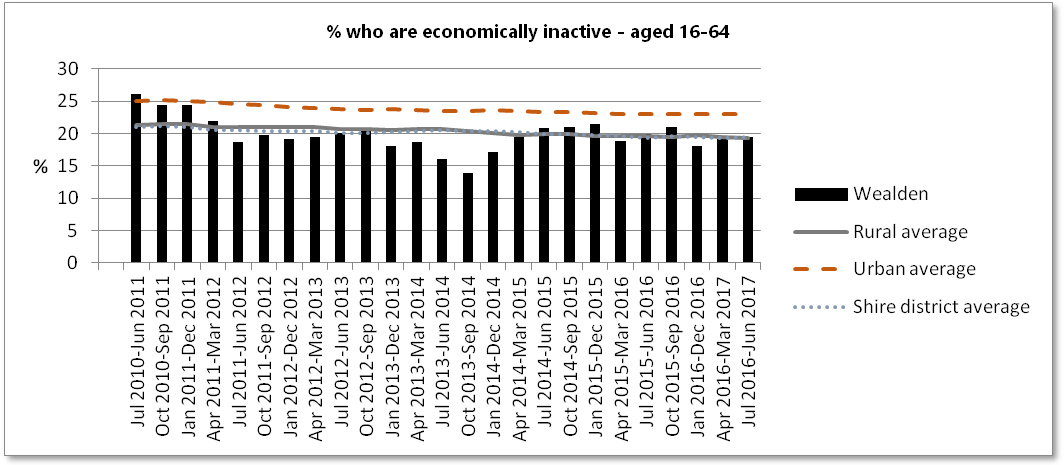 % who are economically inactive - aged 16-64
30
25
20
15
10
5
0
%
Jul 2010-Jun 2011
Oct 2010-Sep 2011
Jan 2011-Dec 2011
Apr 2011-Mar 2012
Jul 2011-Jun 2012
Oct 2011-Sep 2012
Jan 2012-Dec 2012
Apr 2012-Mar 2013
Jul 2012-Jun 2013
Oct 2012-Sep 2013
Jan 2013-Dec 2013
Apr 2013-Mar 2014
Jul 2013-Jun 2014
Oct 2013-Sep 2014
Jan 2014-Dec 2014
Apr 2014-Mar 2015
Jul 2014-Jun 2015
Oct 2014-Sep 2015
Jan 2015-Dec 2015
Apr 2015-Mar 2016
Jul 2015-Jun 2016
Oct 2015-Sep 2016
Jan 2016-Dec 2016
Apr 2016-Mar 2017
Jul 2016-Jun 2017
Wealden
Rural average
Urban average
Shire district average